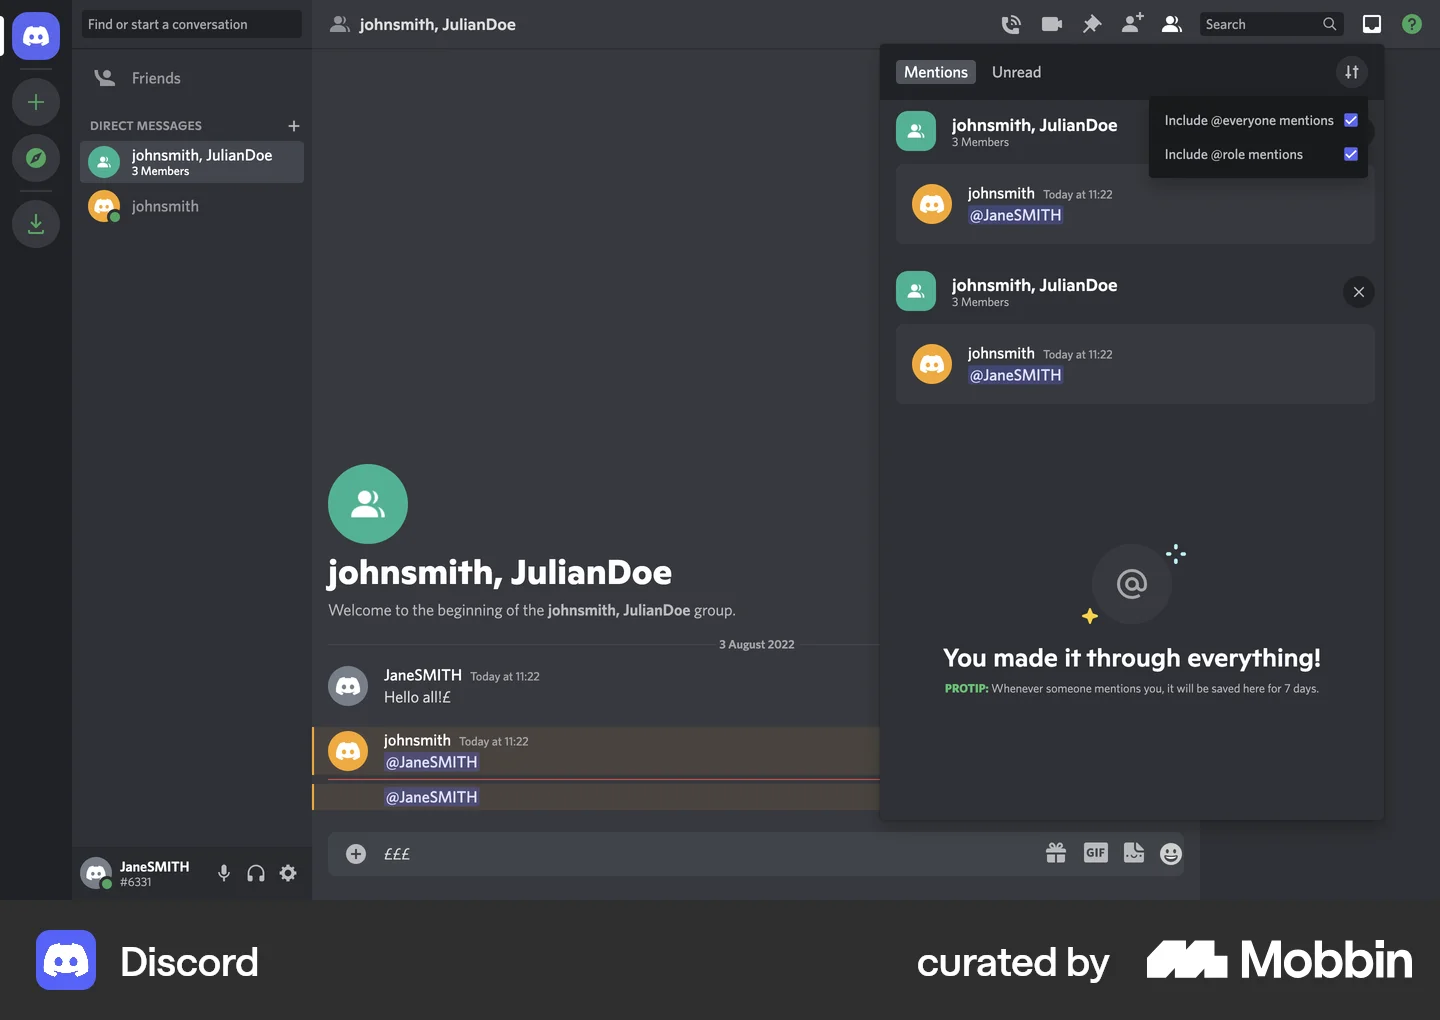 Find or start a conversation
Friends
DIRECT MESSAGES
johnsmith, JulianDoe
3 Members
johnsmith
JaneSMITH
#6331
johnsmith, JulianDoe
Search
?
johnsmith, JulianDoe
Welcome to the beginning of the johnsmith, JulianDoe group.
3 August 2022
JaneSMITH Today at 11:22
Hello all!£
johnsmith Today at 11:22
@JaneSMITH
@JaneSMITH
£££
GIF
Mentions Unread
Include @everyone mentions
Include @role mentions
johnsmith, JulianDoe
3 Members
johnsmith Today at 11:22
@JaneSMITH
johnsmith, JulianDoe
3 Members
johnsmith Today at 11:22
@JaneSMITH
@
You made it through everything!
PROTIP: Whenever someone mentions you, it will be saved here for 7 days.
Discord
curated by Mobbin